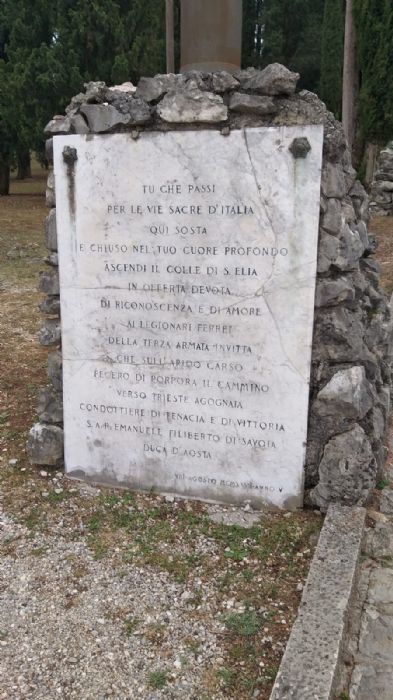 TU CHE PASSI
PER LE VIE SACRE D'ITALIA
QUI SOSTA
E CHIUSO NEL TUO CUORE PROFONDO
ASCENDI IL COLLE DI S. ELIA
IN OFFERTA DEVOTA
DI RICONOSCENZA E DI AMORE
AI LEGIONARI FERREI
DELLA TERZA ARMATA INVITTA
CHE SULL'ARIDO CARSO
FECERO DI PORPORA IL CAMMINO
VERSO TRIESTE AGOGNATA
CONDOTTIERE DI TENACIA E DI VITTORIA
S.A.R. EMANUELE FILIBERTO DI SAVOIA
DUCA D'AOSTA
AGOSTO ANNO